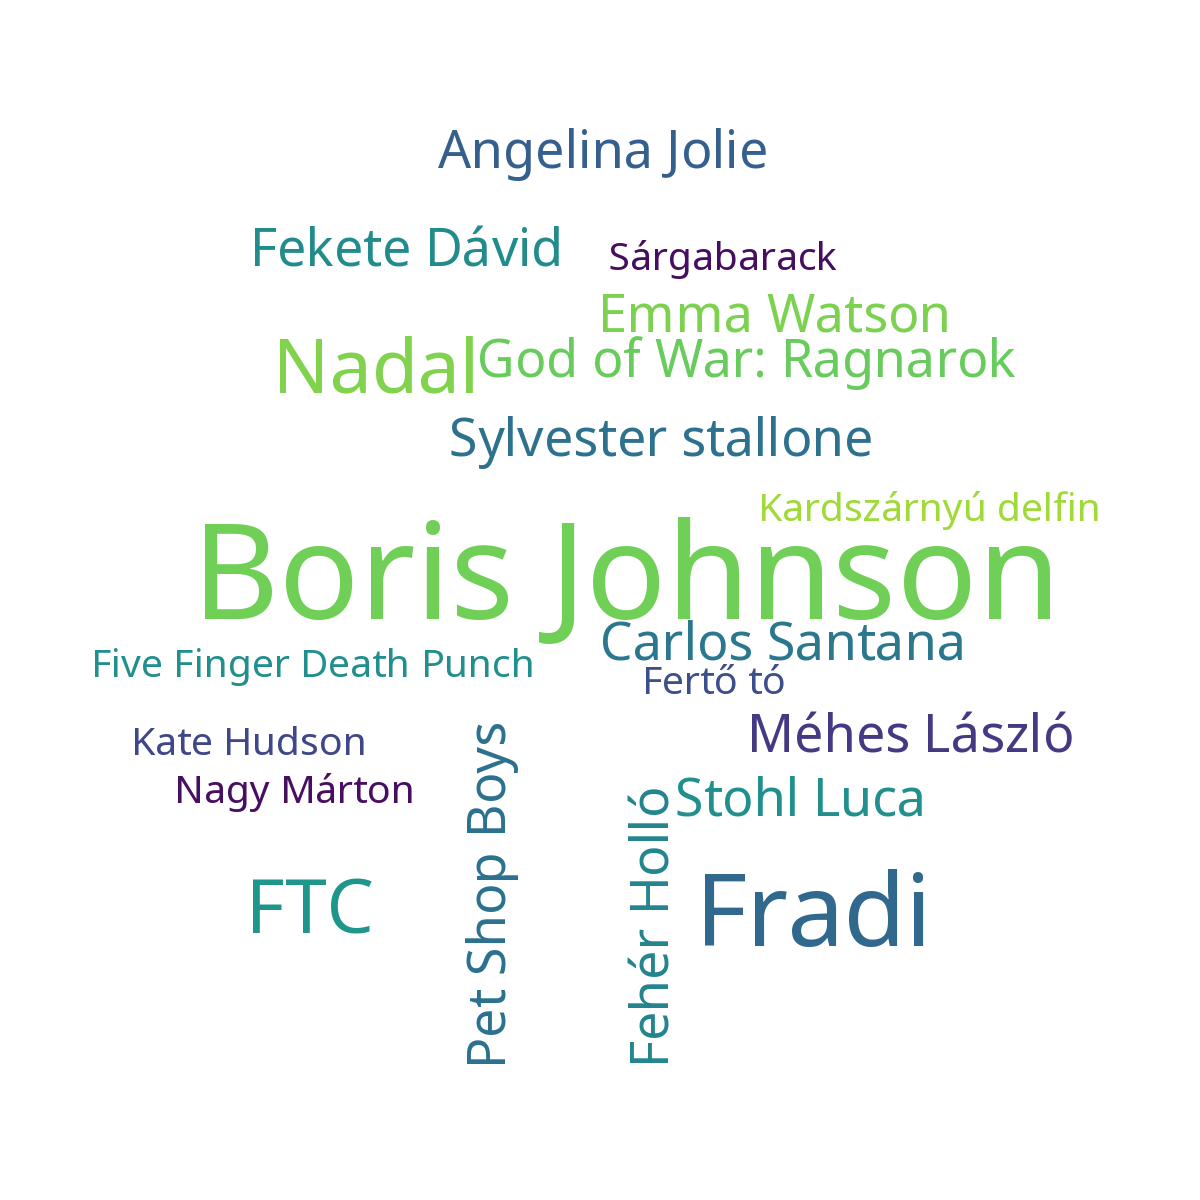 Angelina Jolie
Fekete Dávid
Sárgabarack
Emma Watson
Nadal
God of War: Ragnarok
Sylvester stallone
Kardszárnyú delfin
Boris Johnson
Carlos Santana
Five Finger Death Punch
Fertő tó
Kate Hudson
Méhes László
Nagy Márton
Pet Shop Boys
Fehér Holló
Stohl Luca
FTC
Fradi